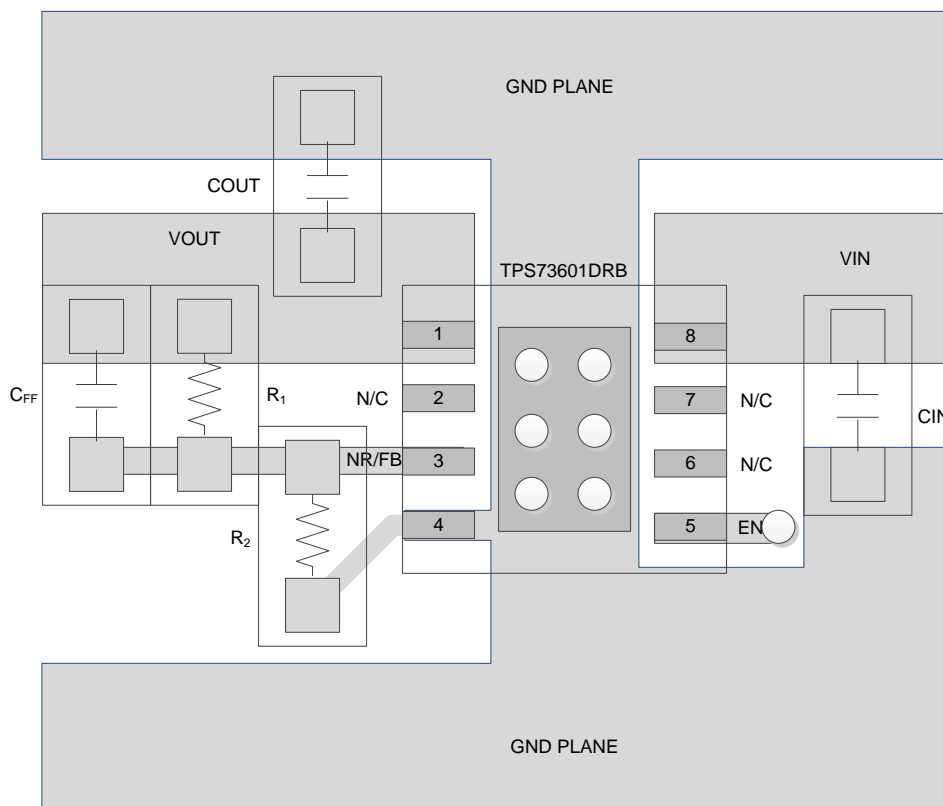 GND PLANE
COUT
VOUT
TPS73601DRB
VIN
1
8
CFF
R1
N/C
2
7
N/C
CIN
NR/FB
3
6
N/C
R2
4
5
EN
GND PLANE